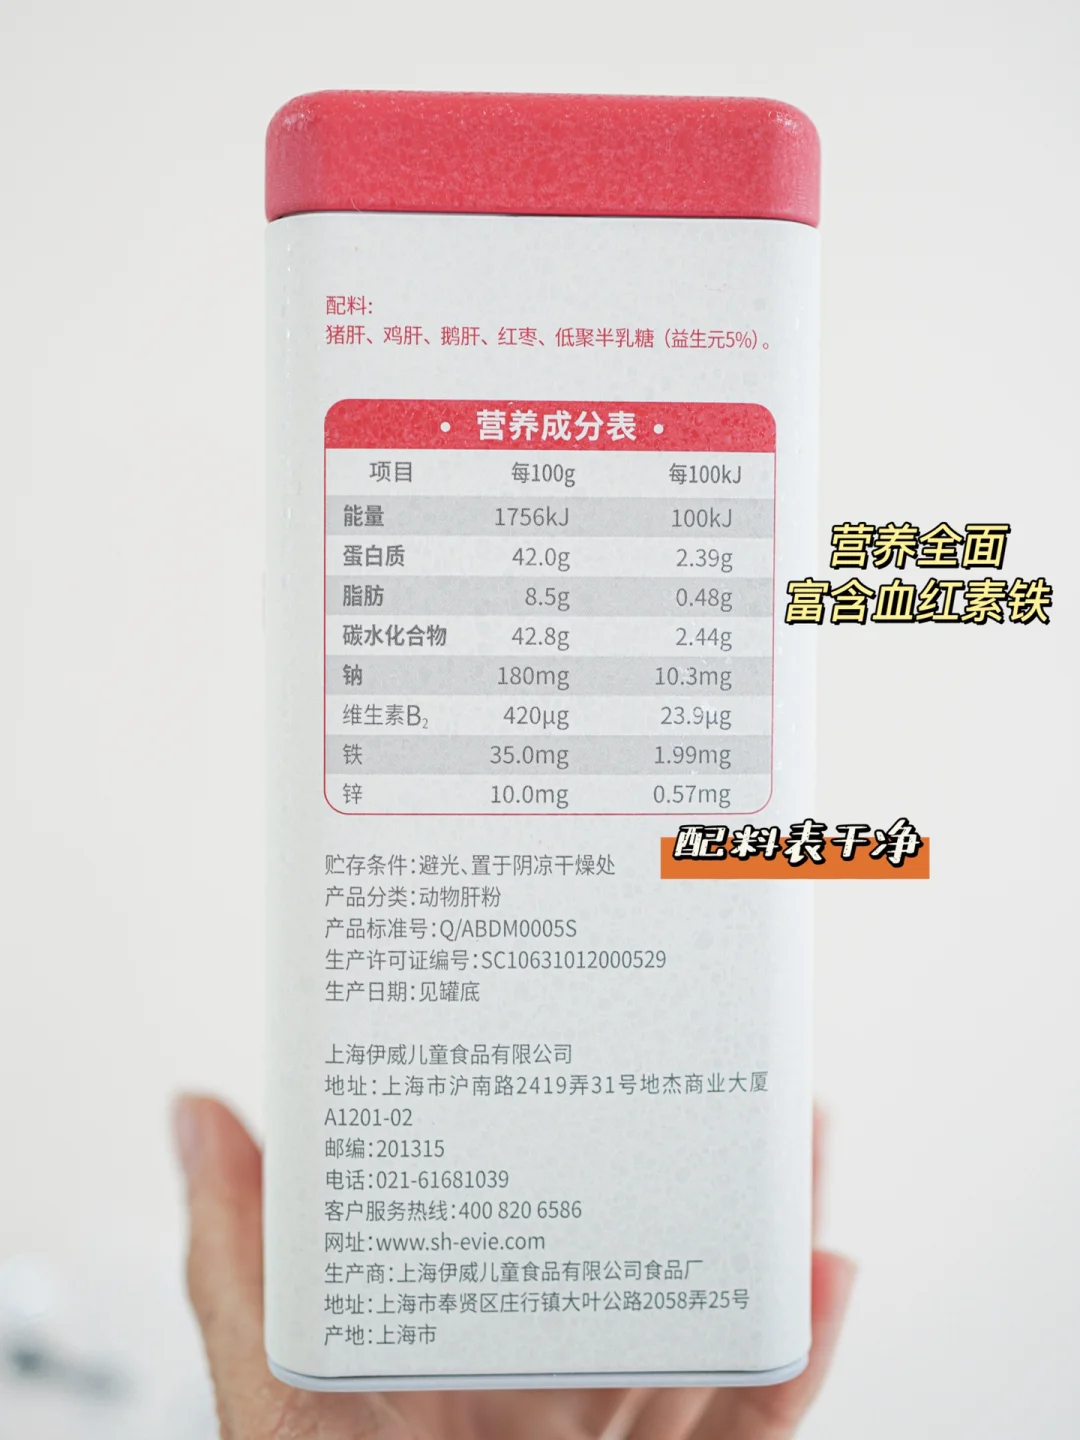 配料:
猪肝、鸡肝、鹅肝、红枣、低聚半乳糖（益生元5%）。
• 营养成分表 •
项目 每100g 每100kJ
能量 1756kJ 100kJ
蛋白质 42.0g 2.39g
脂肪 8.5g 0.48g
碳水化合物 42.8g 2.44g
钠 180mg 10.3mg
维生素B₂ 420μg 23.9μg
铁 35.0mg 1.99mg
锌 10.0mg 0.57mg
营养全面
富含血红素铁
配料表干净
贮存条件:避光、置于阴凉干燥处
产品分类:动物肝粉
产品标准号:Q/ABDM0005S
生产许可证编号:SC10631012000529
生产日期:见罐底
上海伊威儿童食品有限公司
地址:上海市沪南路2419弄31号地杰商业大厦
A1201-02
邮编:201315
电话:021-61681039
客户服务热线:400 820 6586
网址:www.sh-evie.com
生产商:上海伊威儿童食品有限公司食品厂
地址:上海市奉贤区庄行镇大叶公路2058弄25号
产地:上海市